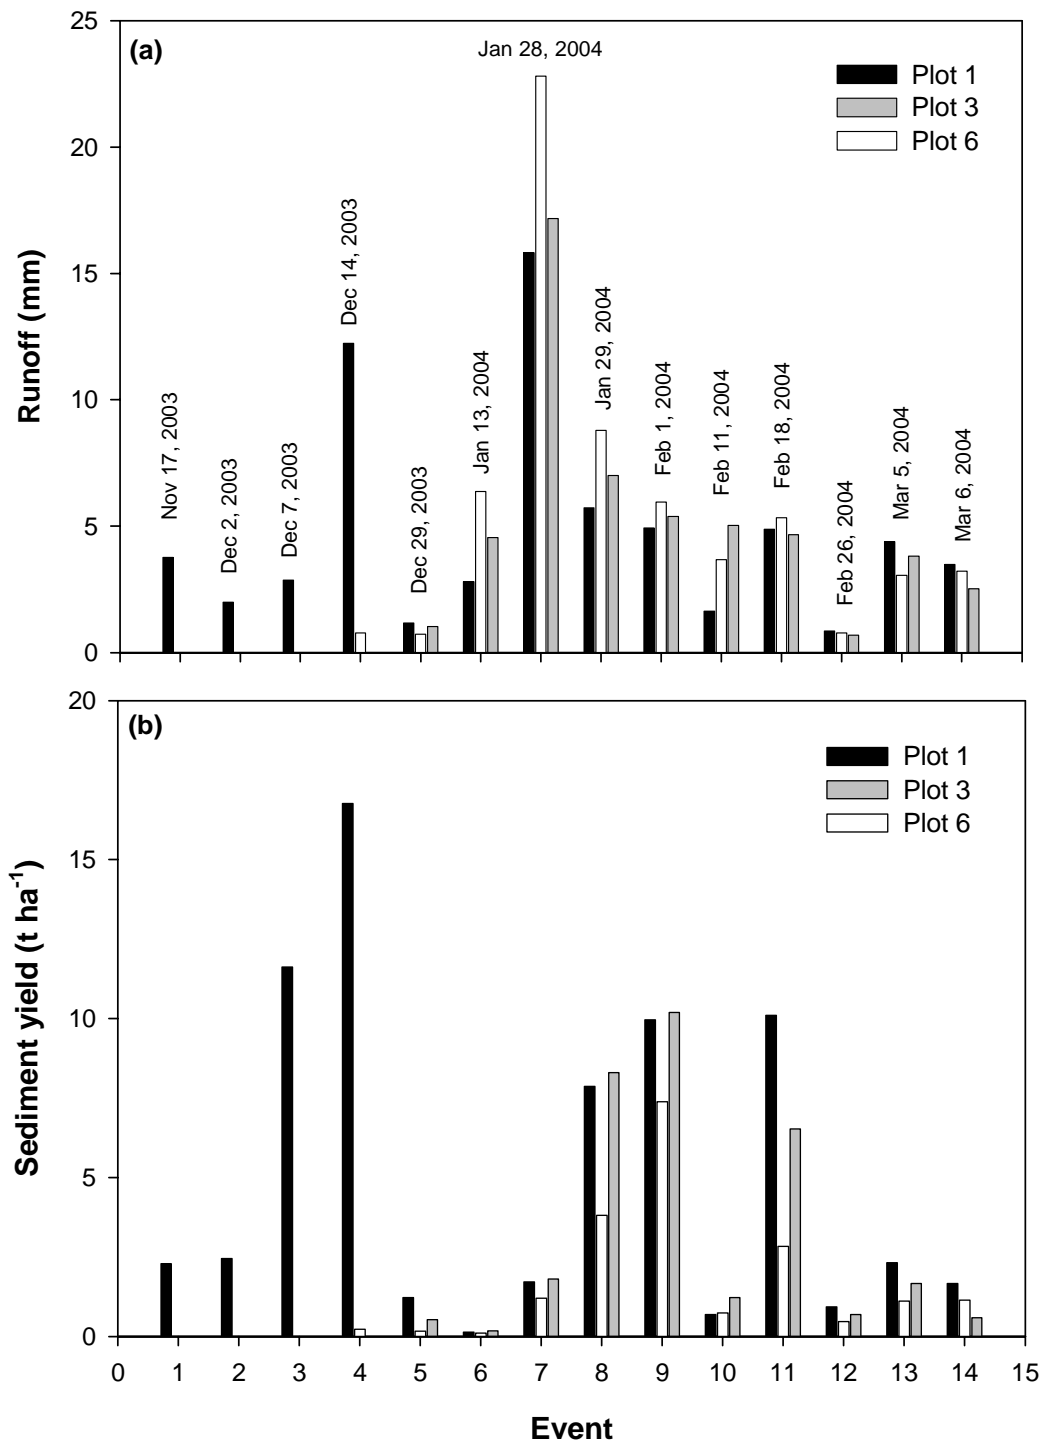 25
20
15
10
5
0
Runoff (mm)
(a)
Jan 28, 2004
Plot 1
Plot 3
Plot 6
Nov 17, 2003
Dec 2, 2003
Dec 7, 2003
Dec 14, 2003
Dec 29, 2003
Jan 13, 2004
Jan 29, 2004
Feb 1, 2004
Feb 11, 2004
Feb 18, 2004
Feb 26, 2004
Mar 5, 2004
Mar 6, 2004
20
15
10
5
0
Sediment yield (t ha⁻¹)
(b)
Plot 1
Plot 3
Plot 6
0 1 2 3 4 5 6 7 8 9 10 11 12 13 14 15
Event